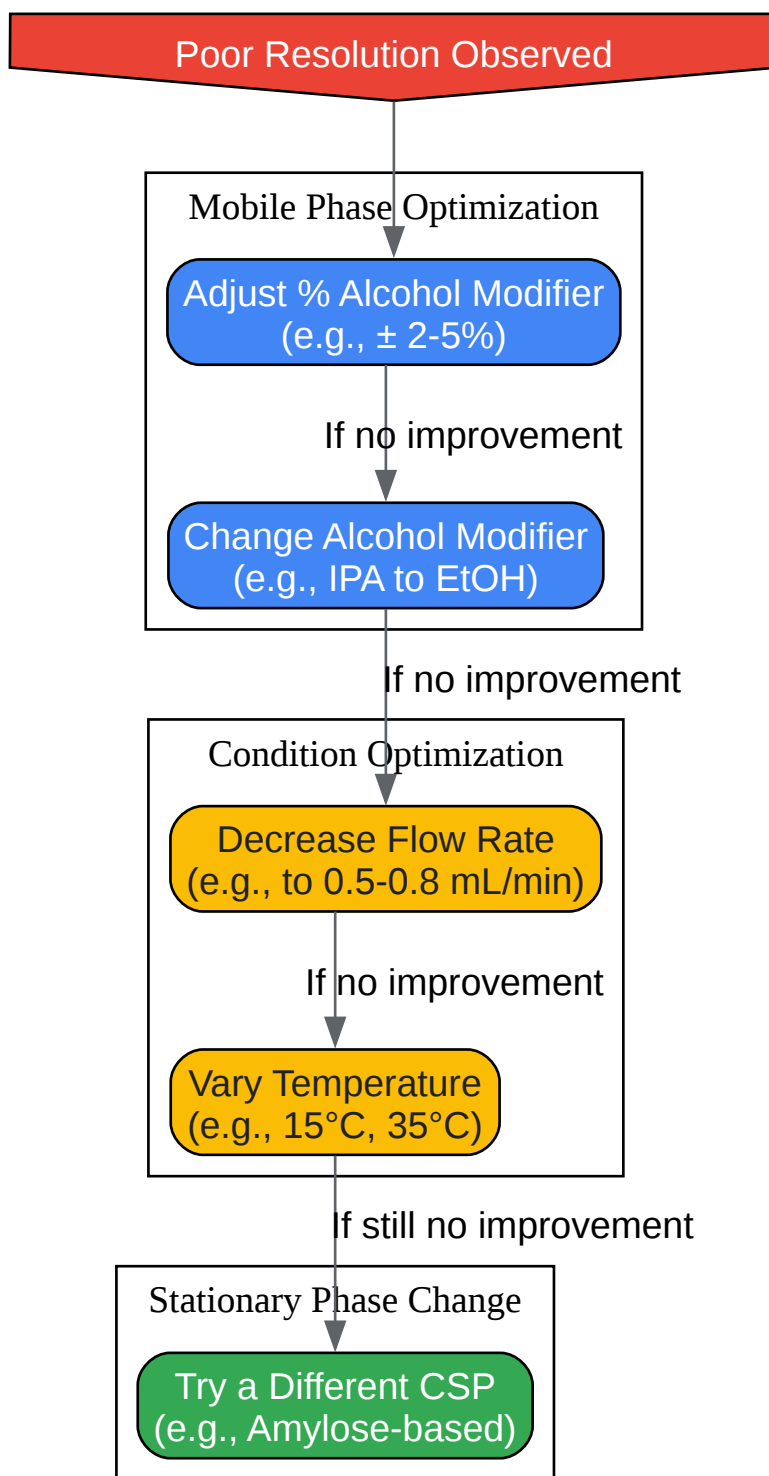 Poor Resolution Observed
Mobile Phase Optimization
Adjust % Alcohol Modifier
(e.g., ± 2-5%)
If no improvement
Change Alcohol Modifier
(e.g., IPA to EtOH)
If no improvement
Condition Optimization
Decrease Flow Rate
(e.g., to 0.5-0.8 mL/min)
If no improvement
Vary Temperature
(e.g., 15°C, 35°C)
If still no improvement
Stationary Phase Change
Try a Different CSP
(e.g., Amylose-based)